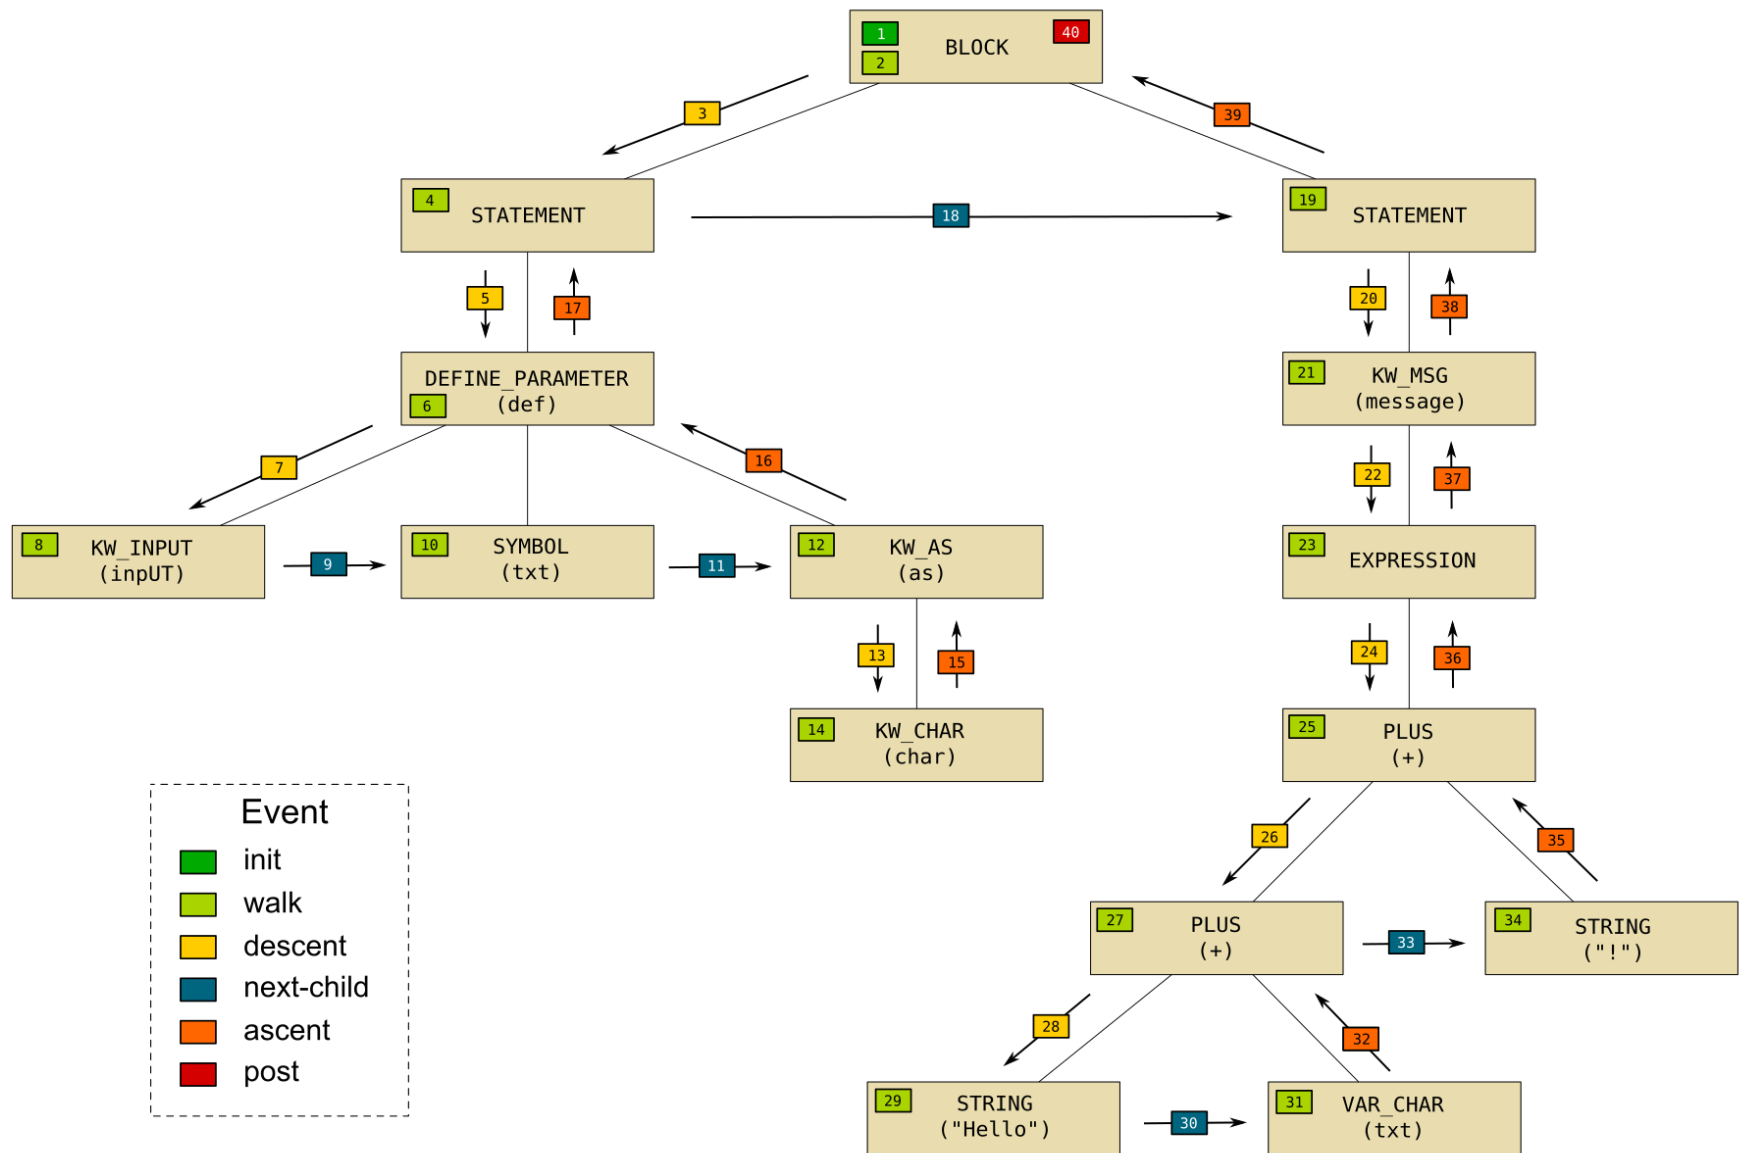 1
40
BLOCK
2
3
39
4
STATEMENT
18
19
STATEMENT
5
17
20
38
DEFINE_PARAMETER
(def)
6
21
KW_MSG
(message)
7
16
22
37
8
KW_INPUT
(inpUT)
9
10
SYMBOL
(txt)
11
12
KW_AS
(as)
23
EXPRESSION
13
15
24
36
14
KW_CHAR
(char)
25
PLUS
(+)
26
35
27
PLUS
(+)
33
34
STRING
("!")
28
32
29
STRING
("Hello")
30
31
VAR_CHAR
(txt)
Event
init
walk
descent
next-child
ascent
post